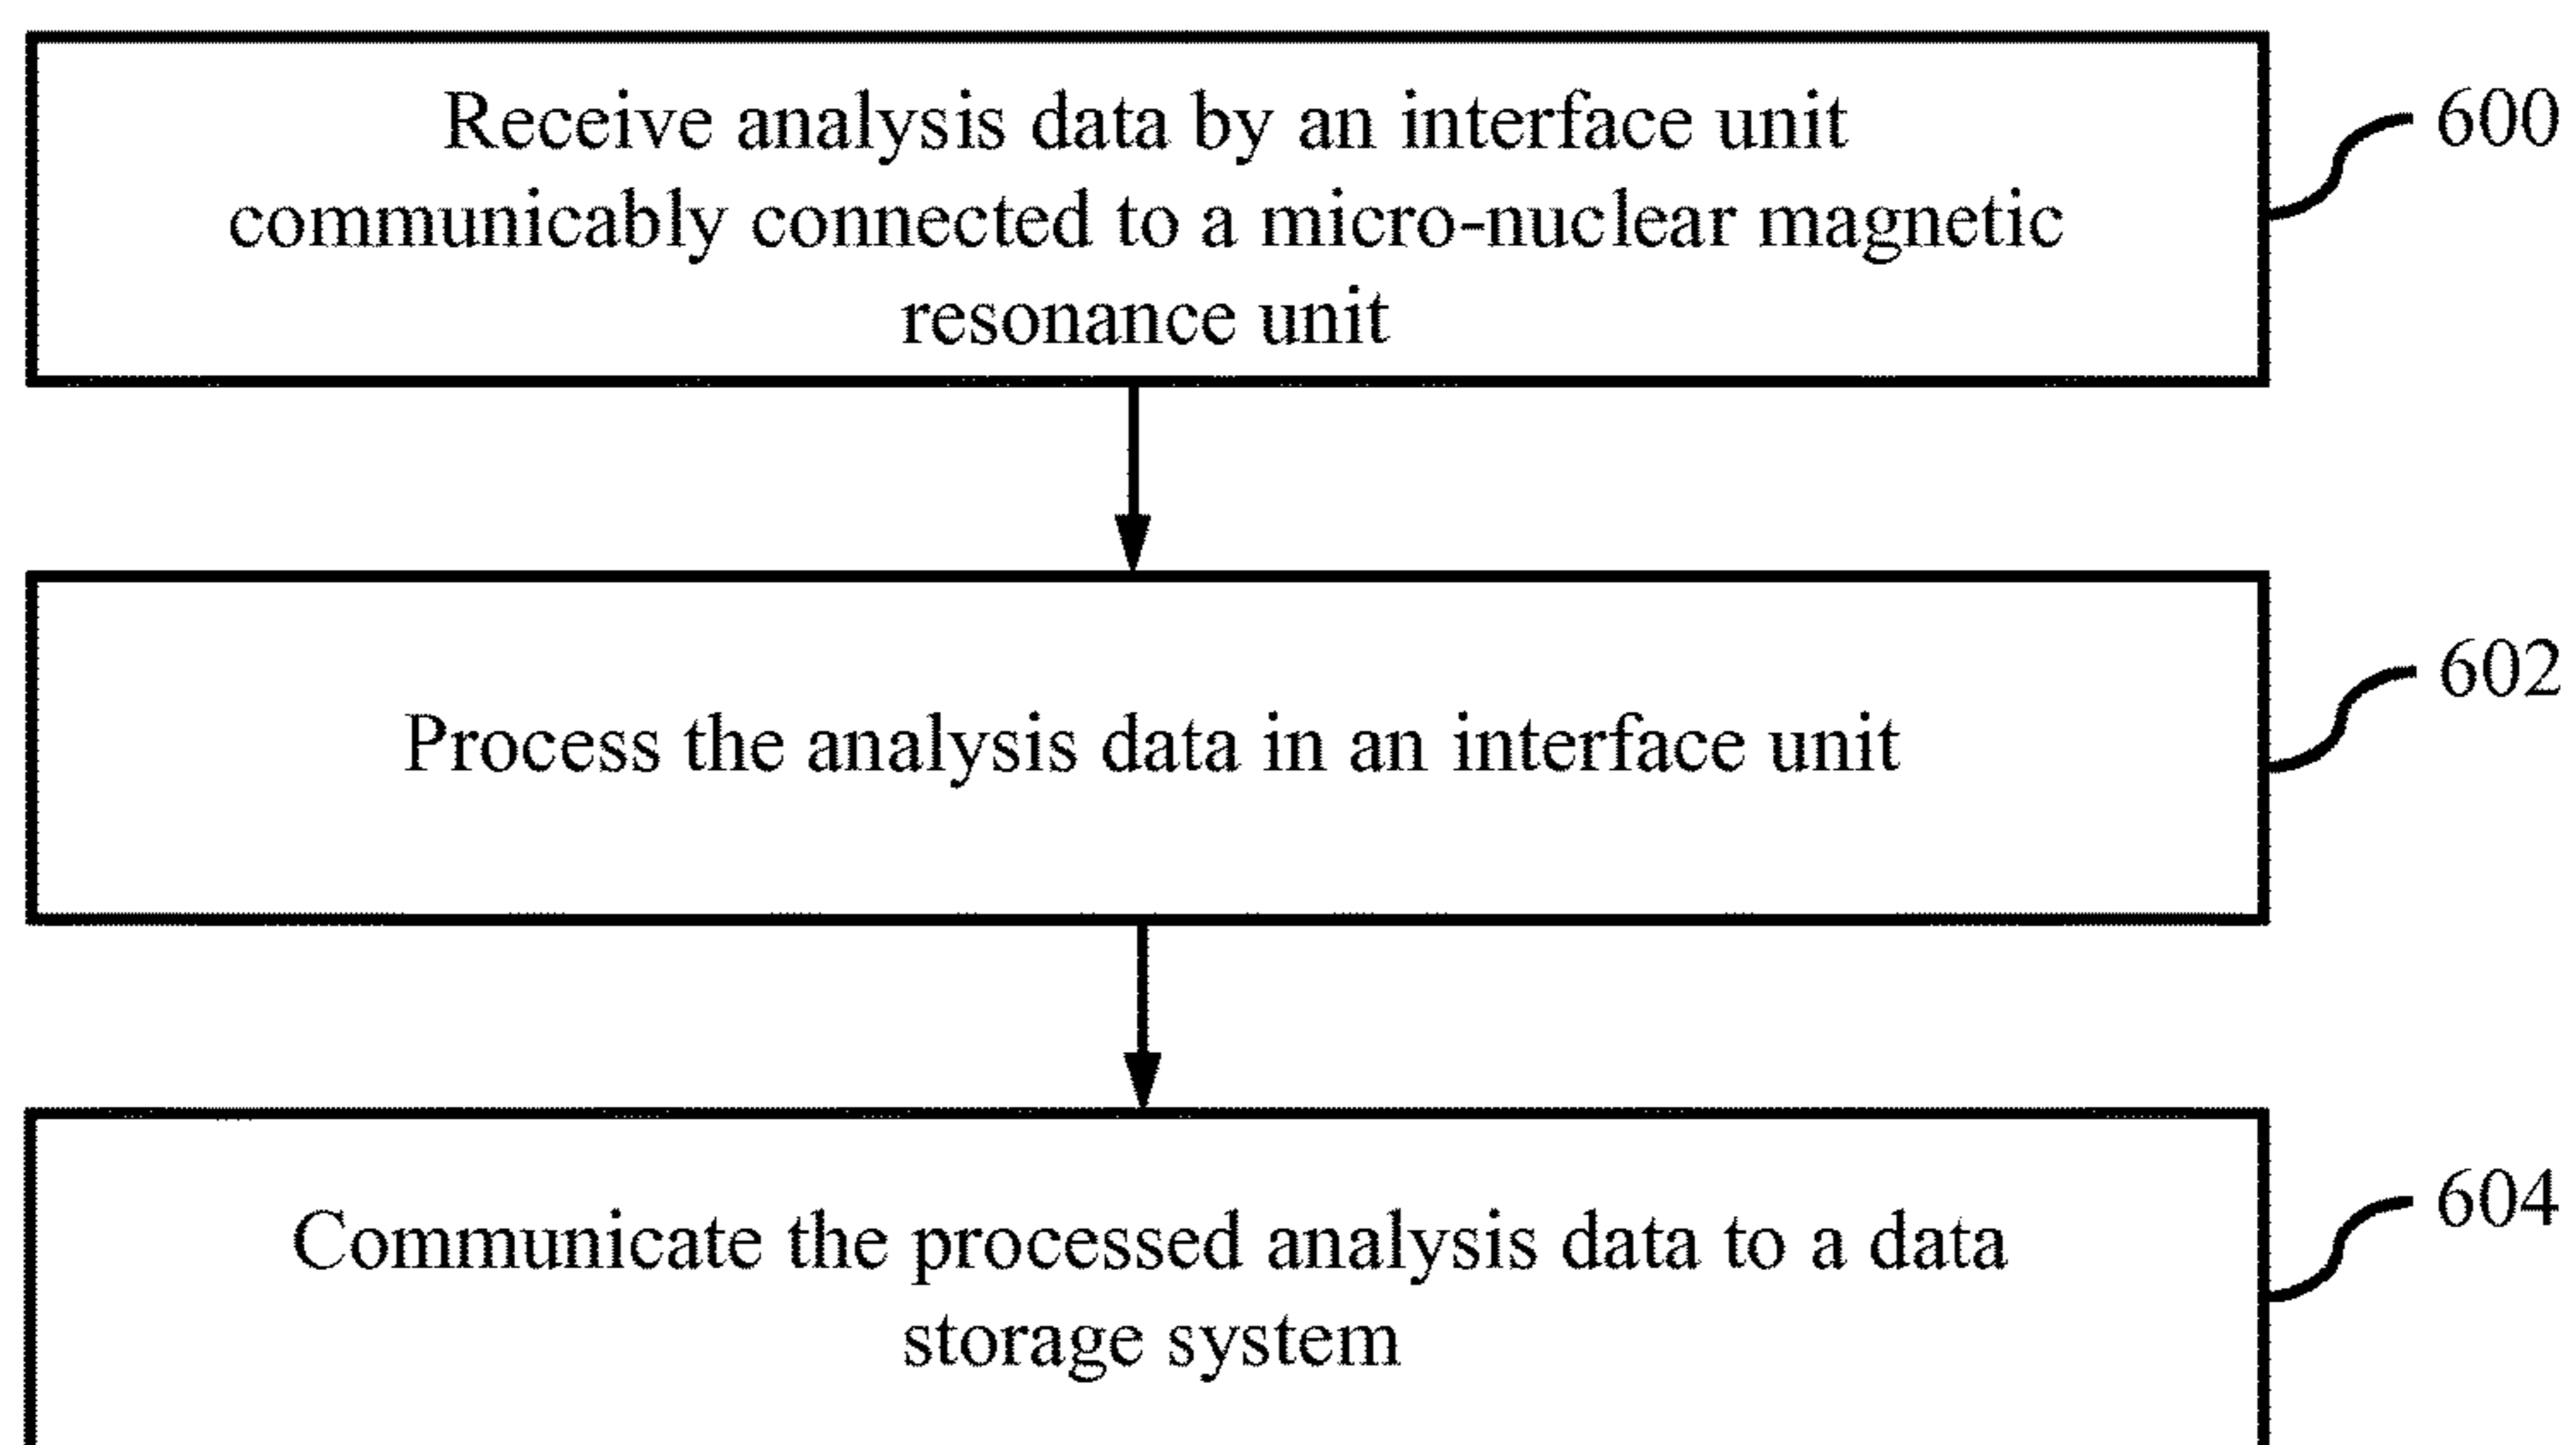 Receive analysis data by an interface unit
communicably connected to a micro-nuclear magnetic
resonance unit
600
Process the analysis data in an interface unit
602
Communicate the processed analysis data to a data
storage system
604